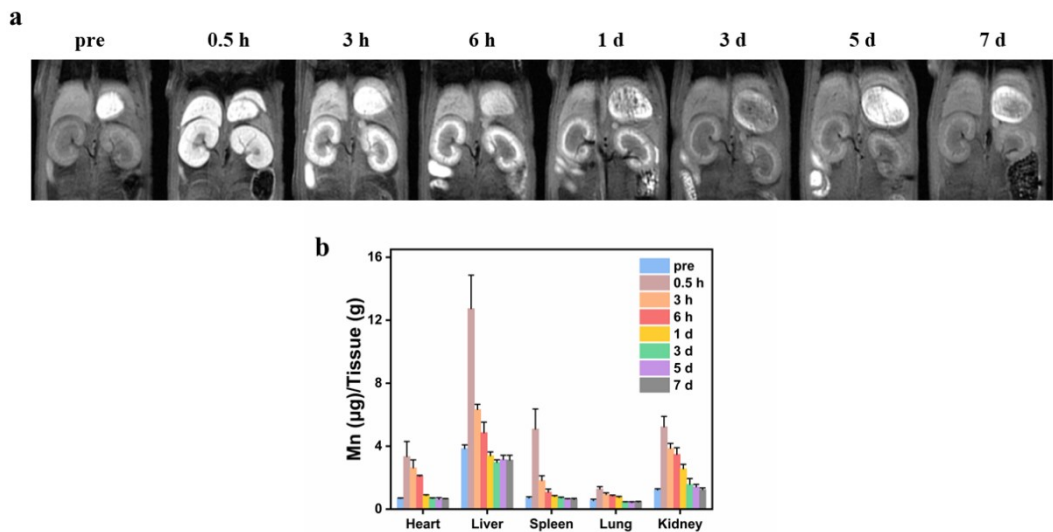 a
pre 0.5 h 3 h 6 h 1 d 3 d 5 d 7 d
b
Mn (μg)/Tissue (g)
16
12
8
4
0
pre
0.5 h
3 h
6 h
1 d
3 d
5 d
7 d
Heart Liver Spleen Lung Kidney